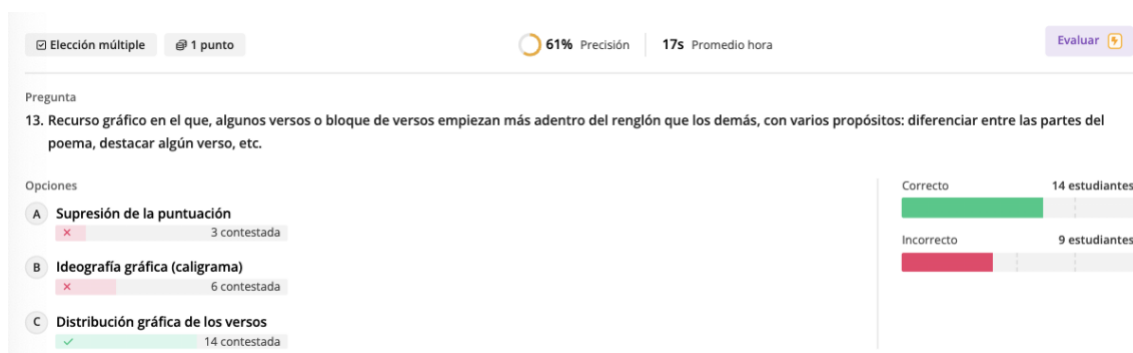 Elección múltiple
1 punto
61% Precisión
17s Promedio hora
Evaluar
Pregunta
13. Recurso gráfico en el que, algunos versos o bloque de versos empiezan más adentro del renglón que los demás, con varios propósitos: diferenciar entre las partes del
poema, destacar algún verso, etc.
Opciones
A Supresión de la puntuación
3 contestada
B Ideografía gráfica (caligrama)
6 contestada
C Distribución gráfica de los versos
14 contestada
Correcto 14 estudiantes
Incorrecto 9 estudiantes